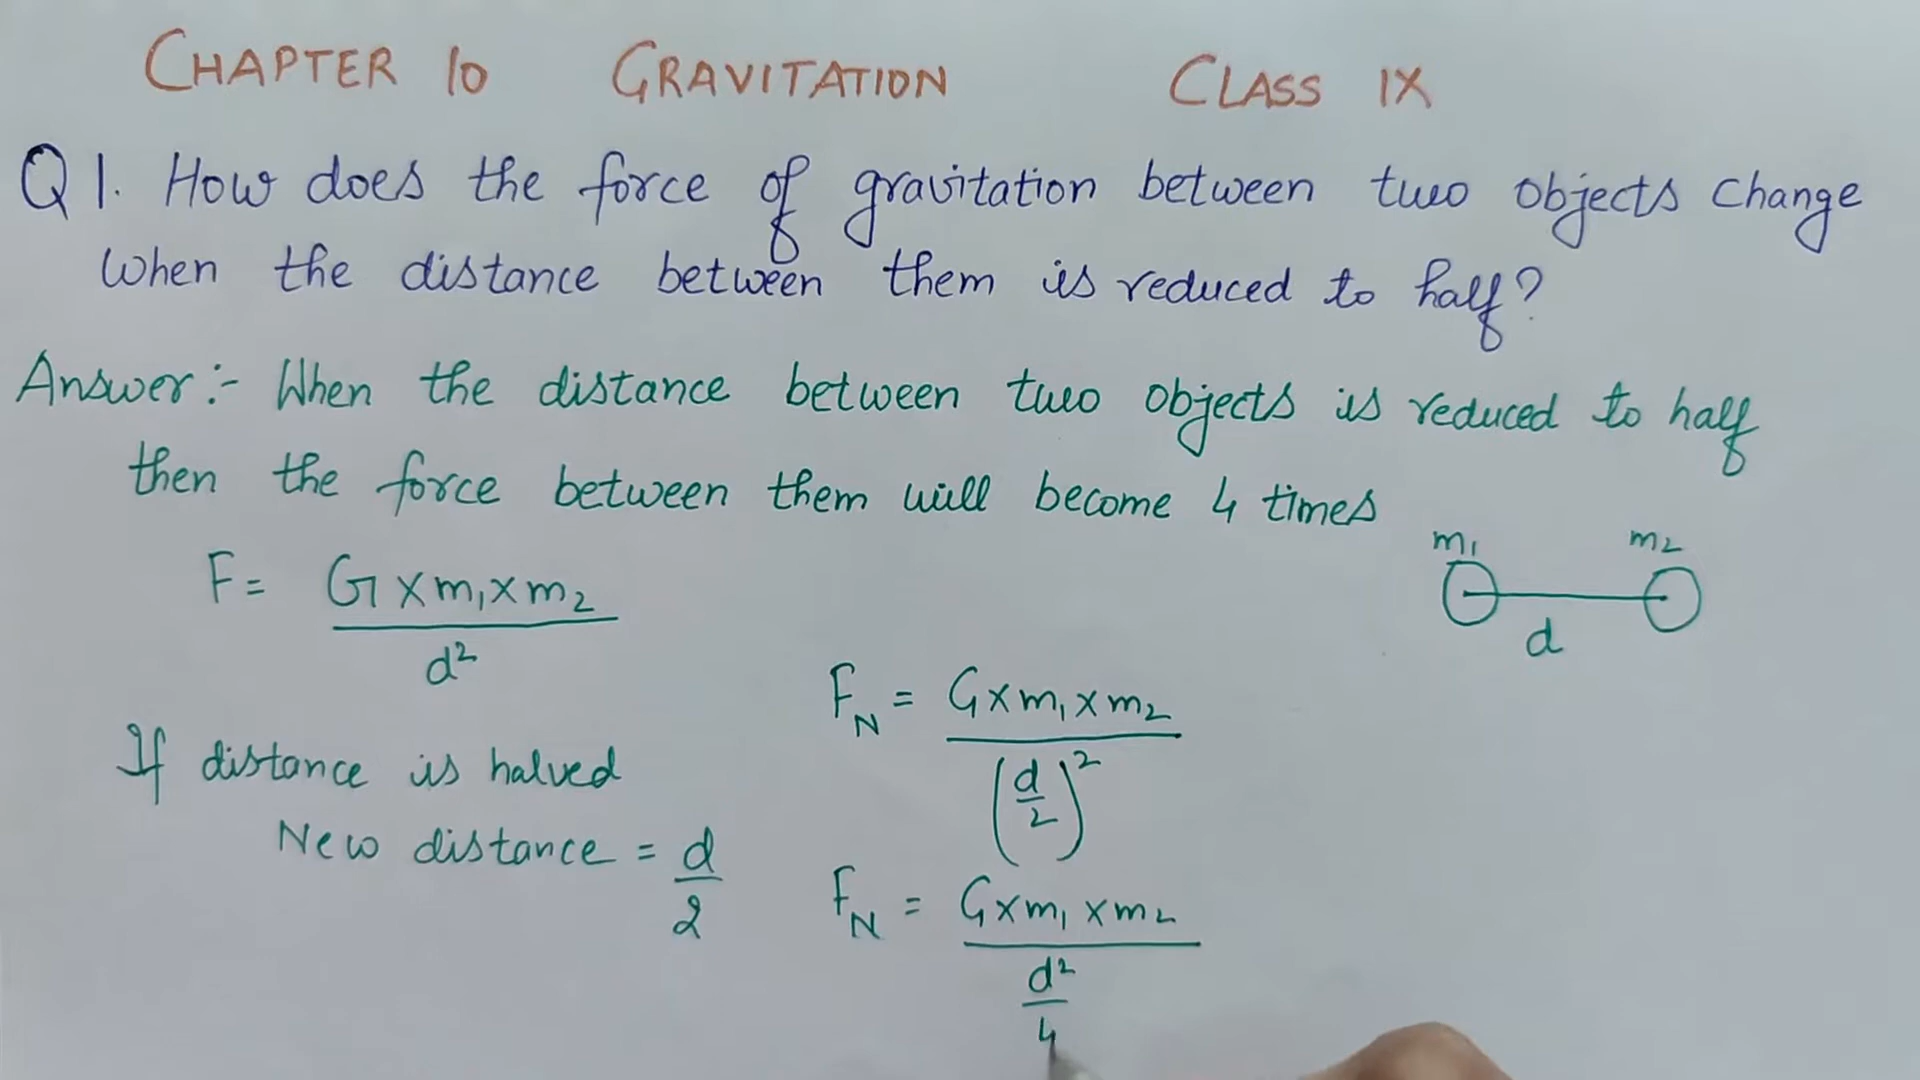 CHAPTER 10 GRAVITATION CLASS IX
Q1. How does the force of gravitation between two objects change
when the distance between them is reduced to half?
Answer:- When the distance between two objects is reduced to half
then the force between them will become 4 times
m₁ m₂
d
F = G × m₁ × m₂
d²
If distance is halved
New distance = d
2
F_N = G × m₁ × m₂
(d/2)²
F_N = G × m₁ × m₂
d²
4